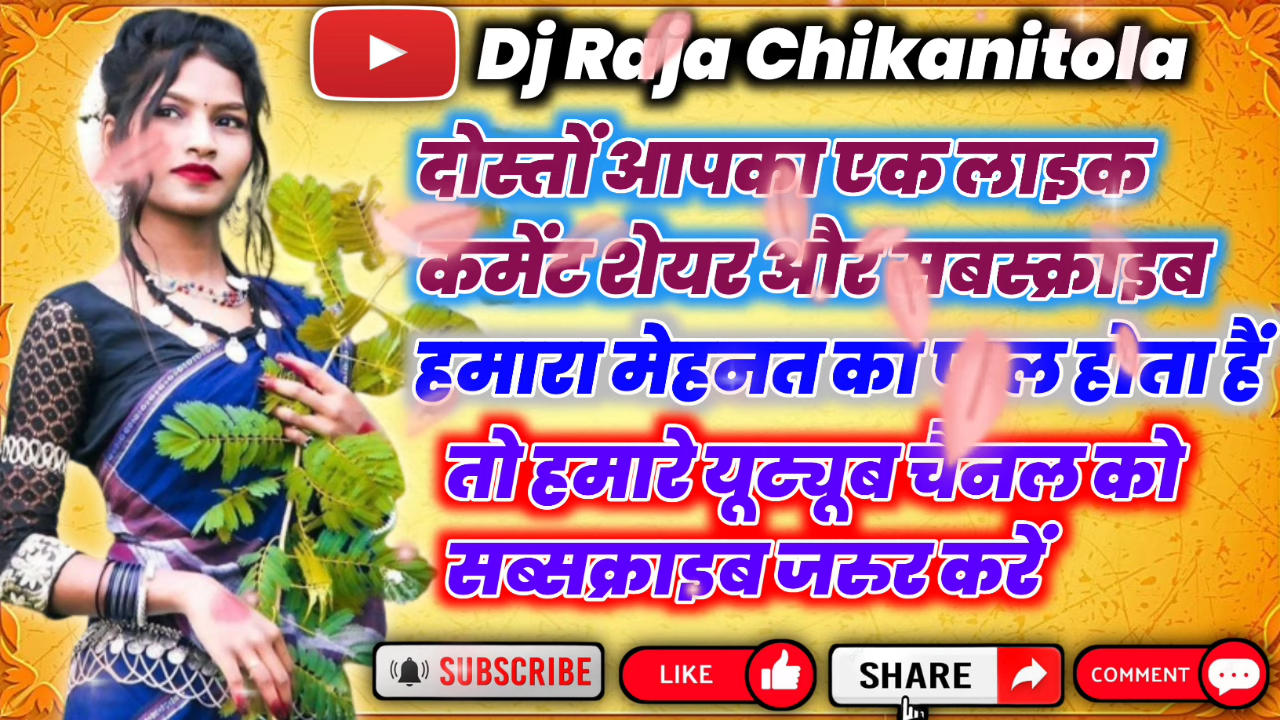 Dj Raja Chikanitola
दोस्तों आपका एक लाइक
कमेंट शेयर और सबस्क्राइब
हमारा मेहनत का फल होता हैं
तो हमारे यूट्यूब चैनल को
सब्सक्राइब जरुर करें
SUBSCRIBE LIKE SHARE COMMENT